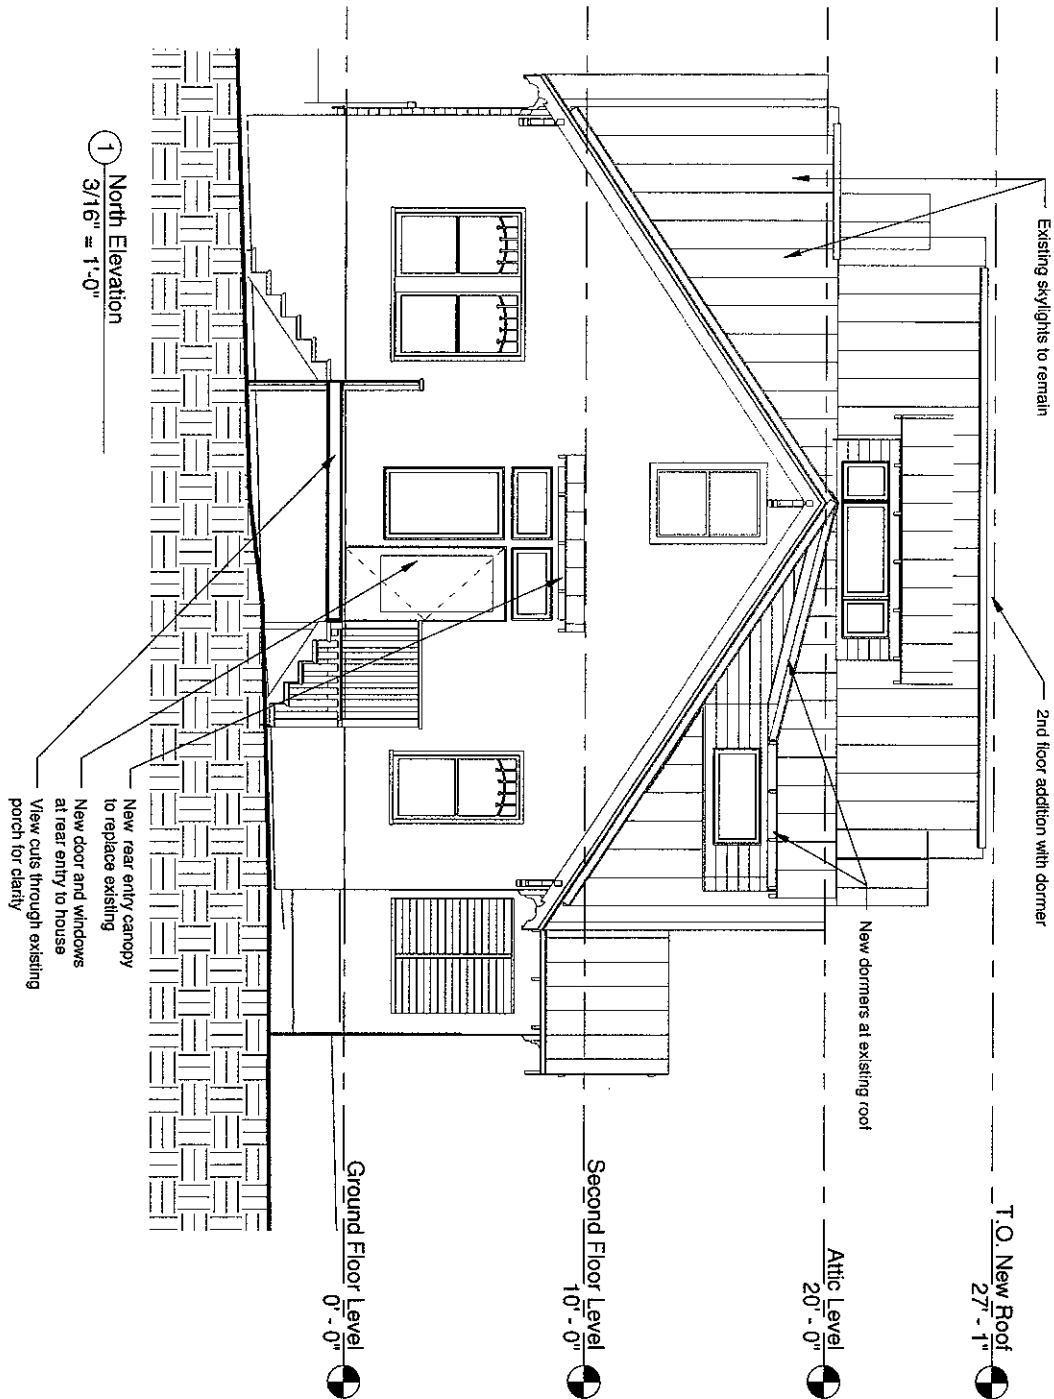 Existing skylights to remain
2nd floor addition with dormer
New dormers at existing roof
T.O. New Roof
27' - 1"
Attic Level
20' - 0"
Second Floor Level
10' - 0"
Ground Floor Level
0' - 0"
New rear entry canopy
to replace existing
New door and windows
at rear entry to house
View cuts through existing
porch for clarity
1
North Elevation
3/16" = 1'-0"